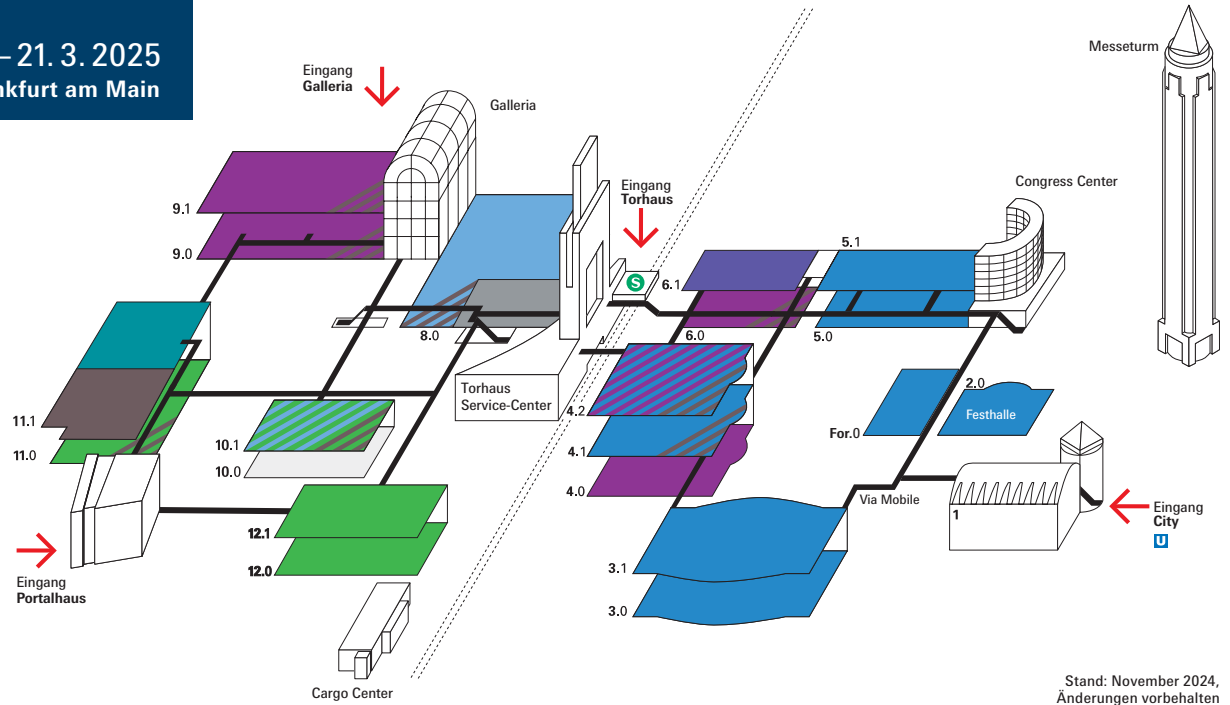 – 21. 3. 2025
nkfurt am Main
Messeturm
Eingang
Galleria
Galleria
Eingang
Torhaus
Congress Center
9.1
9.0
S
5.1
6.1
8.0
6.0
5.0
Torhaus
Service-Center
11.1
11.0
10.1
10.0
4.2
4.1
4.0
2.0
Festhalle
For.0
Via Mobile
1
Eingang
City
U
12.1
12.0
Eingang
Portalhaus
3.1
3.0
Cargo Center
Stand: November 2024,
Änderungen vorbehalten